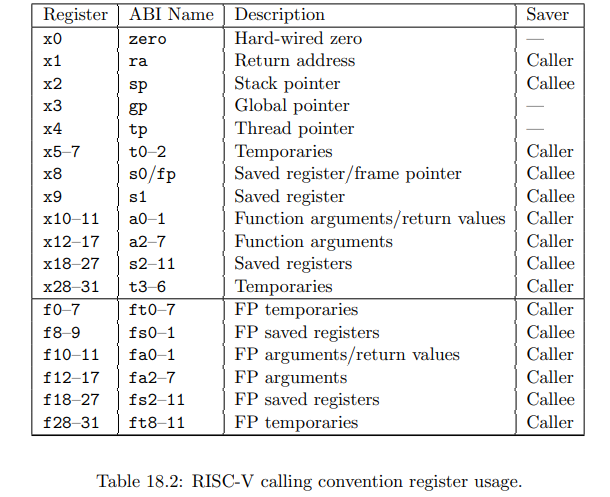 Register ABI Name Description Saver
x0 zero Hard-wired zero —
x1 ra Return address Caller
x2 sp Stack pointer Callee
x3 gp Global pointer —
x4 tp Thread pointer —
x5–7 t0–2 Temporaries Caller
x8 s0/fp Saved register/frame pointer Callee
x9 s1 Saved register Callee
x10–11 a0–1 Function arguments/return values Caller
x12–17 a2–7 Function arguments Caller
x18–27 s2–11 Saved registers Callee
x28–31 t3–6 Temporaries Caller
f0–7 ft0–7 FP temporaries Caller
f8–9 fs0–1 FP saved registers Callee
f10–11 fa0–1 FP arguments/return values Caller
f12–17 fa2–7 FP arguments Caller
f18–27 fs2–11 FP saved registers Callee
f28–31 ft8–11 FP temporaries Caller
Table 18.2: RISC-V calling convention register usage.